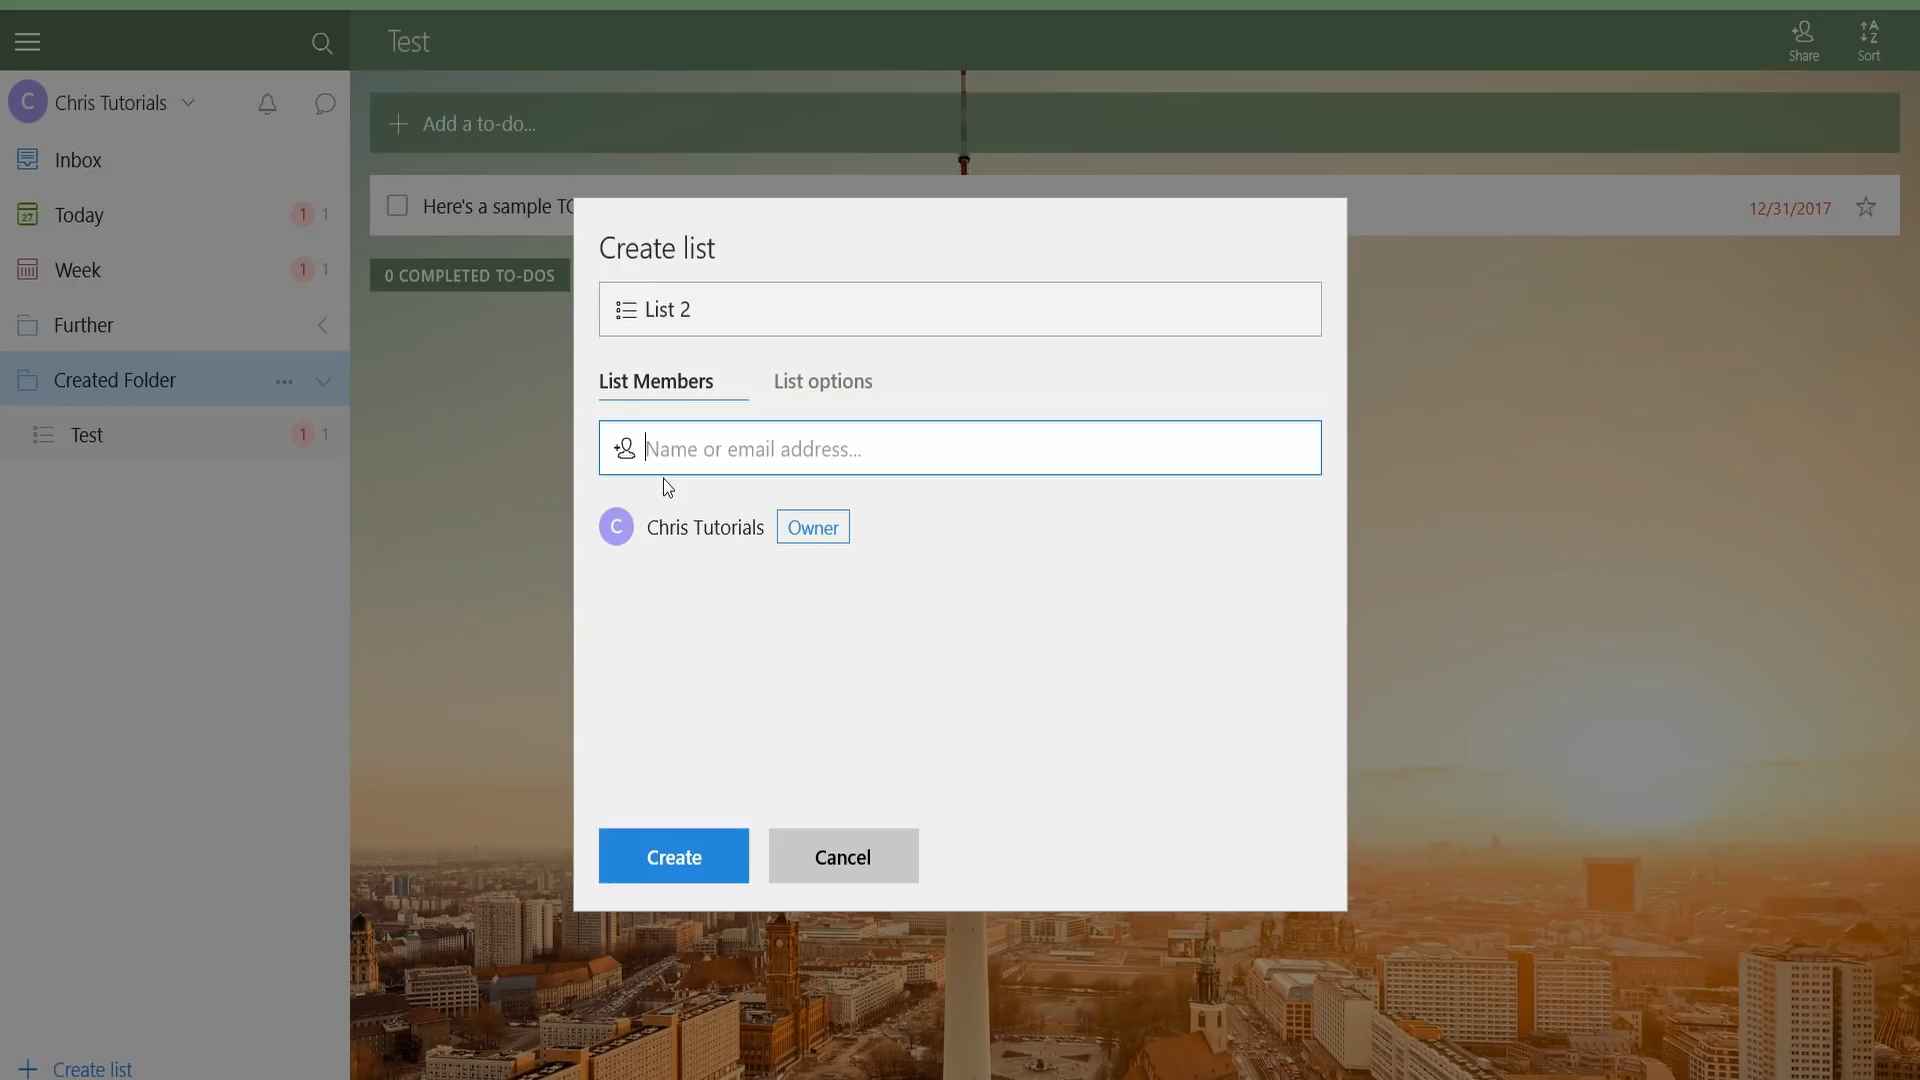 Test
Share
Sort
C
Chris Tutorials
Inbox
27
Today
1 1
Week
1 1
Further
Created Folder
Test
1 1
Create list
Add a to-do...
Here's a sample
12/31/2017
0 COMPLETED TO-DOS
Create list
List 2
List Members
List options
Name or email address...
C
Chris Tutorials
Owner
Create
Cancel